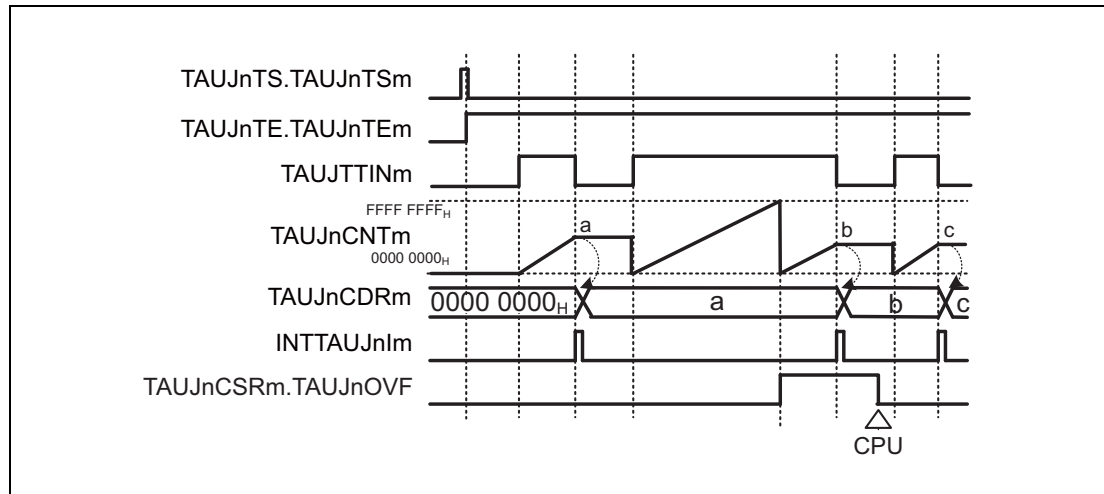 TAUJnTS.TAUJnTSm
TAUJnTE.TAUJnTEm
TAUJTTINm
FFFF FFFFH
TAUJnCNTm
0000 0000H
a
b
c
TAUJnCDRm
0000 0000H
a
b
c
INTTAUJnIm
TAUJnCSRm.TAUJnOVF
CPU